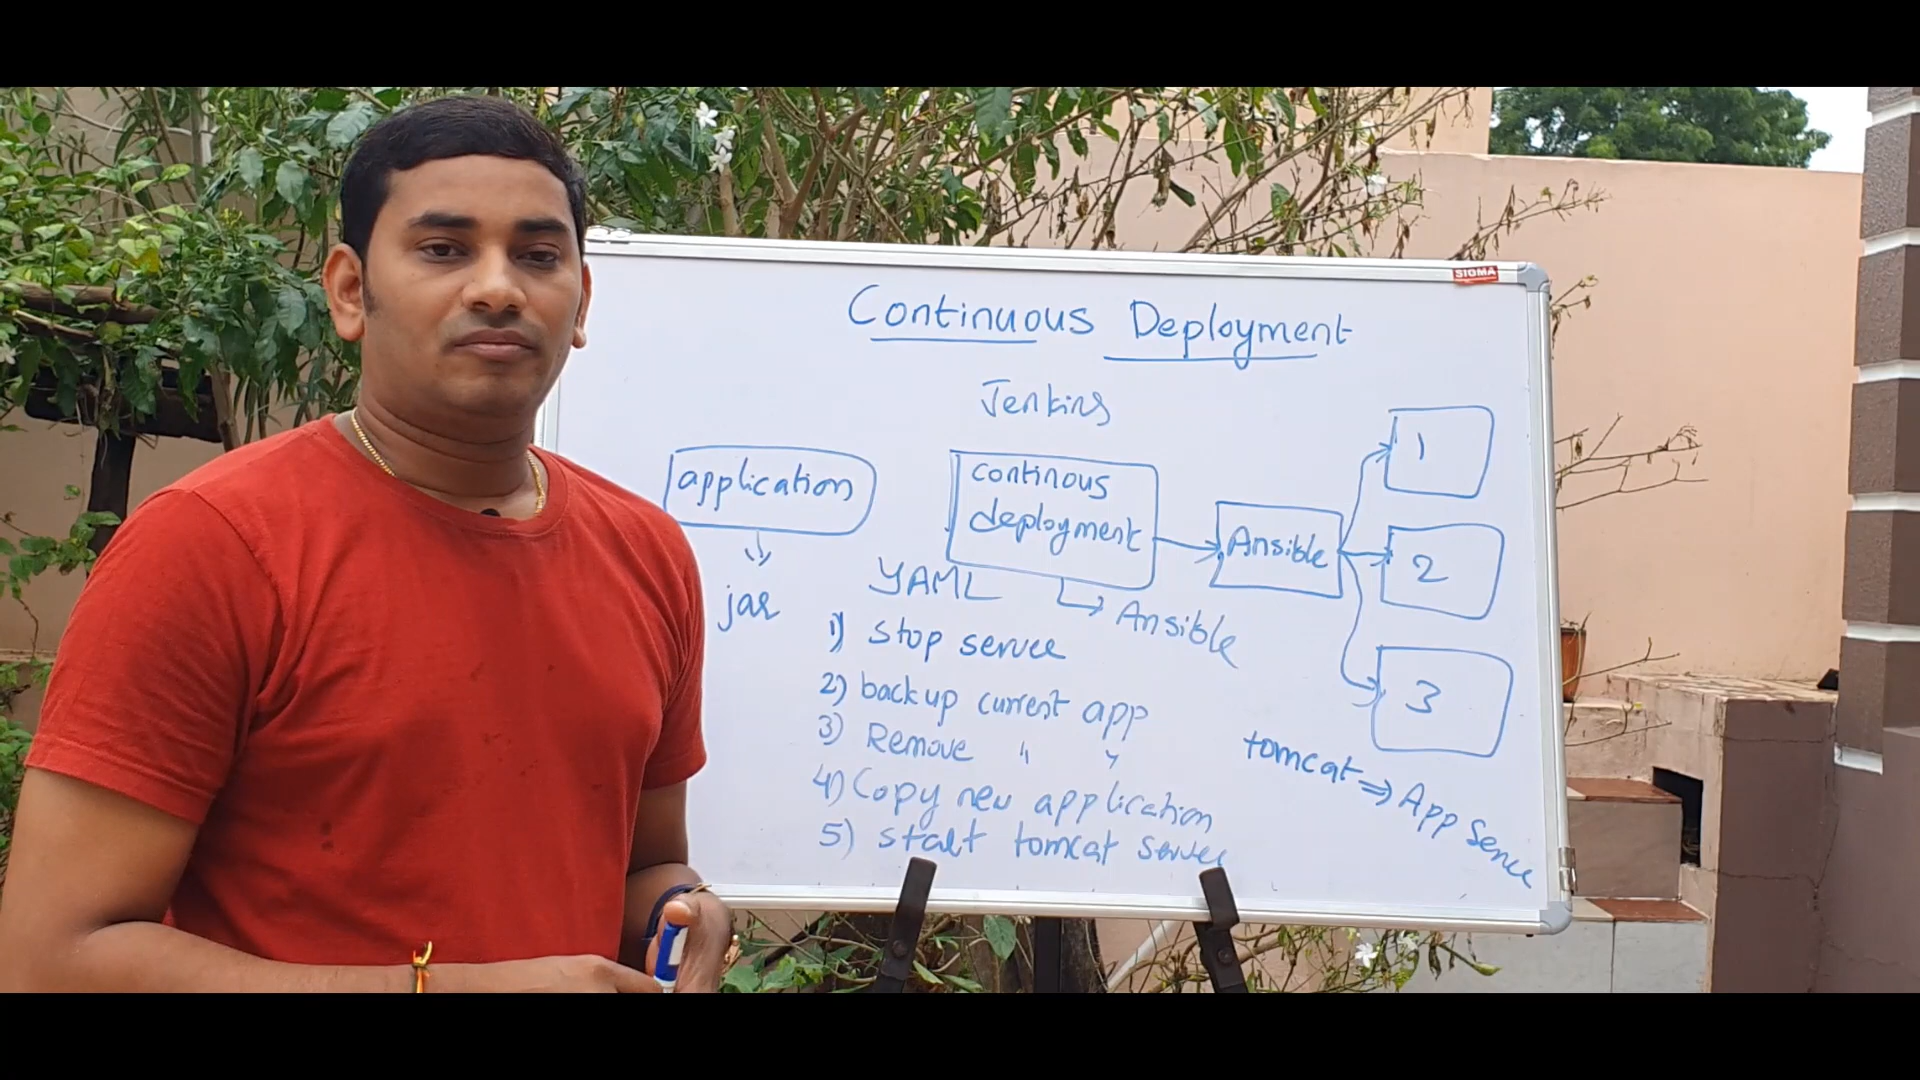 SIGMA
Continuous Deployment
Jenkins
application
jar
continous
deployment
Ansible
Ansible
1
2
3
YAML
1) Stop server
2) backup current app
3) Remove " "
4) Copy new application
5) start tomcat server
tomcat => App Server